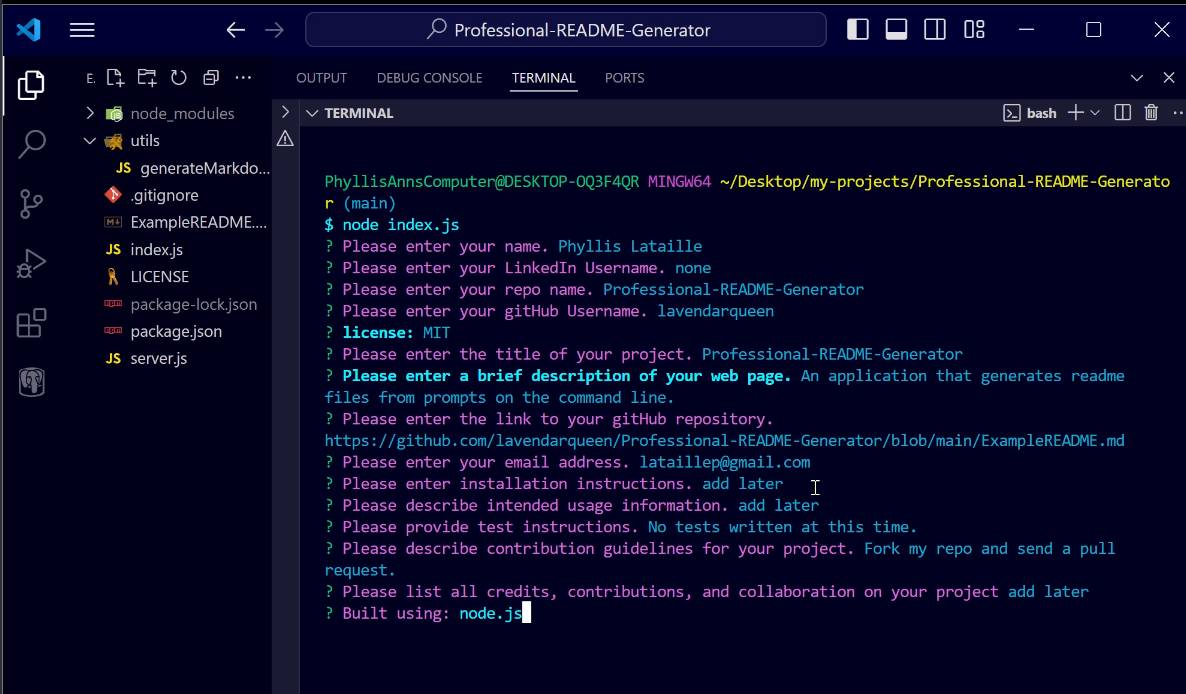 Professional-README-Generator
E.
OUTPUT DEBUG CONSOLE TERMINAL PORTS
node_modules
utils
JS generateMarkdo...
.gitignore
ExampleREADME....
JS index.js
LICENSE
package-lock.json
package.json
JS server.js
TERMINAL
bash
PhyllisAnnsComputer@DESKTOP-OQ3F4QR MINGW64 ~/Desktop/my-projects/Professional-README-Generato
r (main)
$ node index.js
? Please enter your name. Phyllis Lataille
? Please enter your LinkedIn Username. none
? Please enter your repo name. Professional-README-Generator
? Please enter your gitHub Username. lavendarqueen
? license: MIT
? Please enter the title of your project. Professional-README-Generator
? Please enter a brief description of your web page. An application that generates readme
files from prompts on the command line.
? Please enter the link to your gitHub repository.
https://github.com/lavendarqueen/Professional-README-Generator/blob/main/ExampleREADME.md
? Please enter your email address. lataillep@gmail.com
? Please enter installation instructions. add later
? Please describe intended usage information. add later
? Please provide test instructions. No tests written at this time.
? Please describe contribution guidelines for your project. Fork my repo and send a pull
request.
? Please list all credits, contributions, and collaboration on your project add later
? Built using: node.js